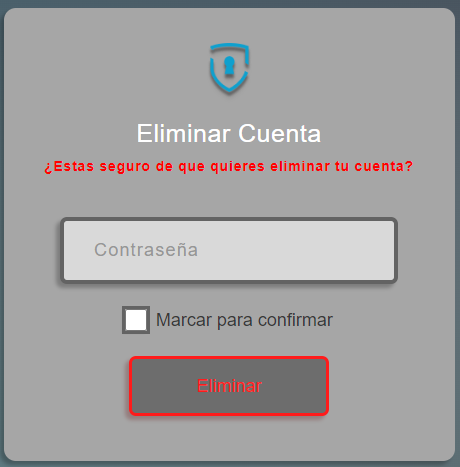 Eliminar Cuenta
¿Estas seguro de que quieres eliminar tu cuenta?
Contraseña
Marcar para confirmar
Eliminar